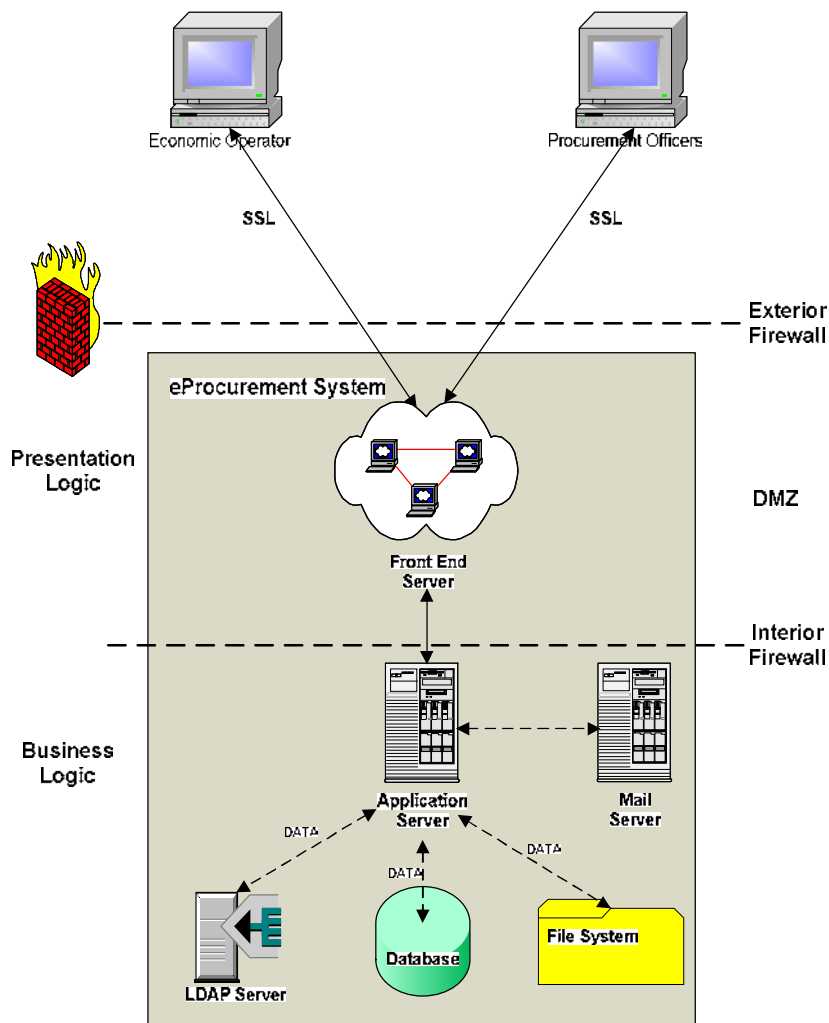 Economic Operator
Procurement Officers
SSL
SSL
Exterior
Firewall
eProcurement System
Presentation
Logic
DMZ
Front End
Server
Interior
Firewall
Business
Logic
Application
Server
Mail
Server
DATA
DATA
DATA
LDAP Server
Database
File System